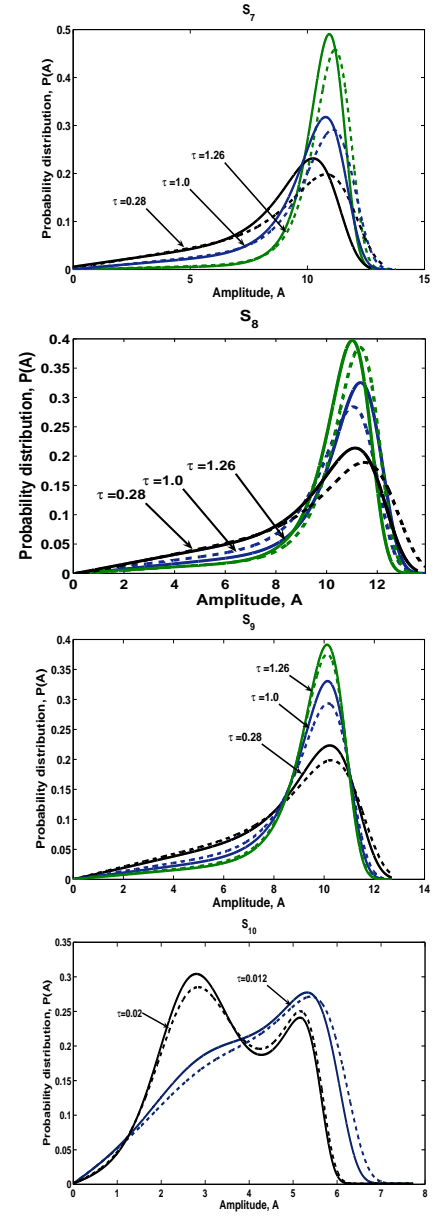 S7
Probability distribution, P(A)
0.5
0.4
0.3
0.2
0.1
0
τ=1.26
τ=1.0
τ=0.28
0 5 10 15
Amplitude, A
S8
Probability distribution, P(A)
0.4
0.35
0.3
0.25
0.2
0.15
0.1
0.05
0
τ=1.26
τ=1.0
τ=0.28
0 2 4 6 8 10 12
Amplitude, A
S9
Probability distribution, P(A)
0.4
0.35
0.3
0.25
0.2
0.15
0.1
0.05
0
τ=1.26
τ=1.0
τ=0.28
0 2 4 6 8 10 12 14
Amplitude, A
S10
Probability distribution, P(A)
0.35
0.3
0.25
0.2
0.15
0.1
0.05
0
τ=0.012
τ=0.02
0 1 2 3 4 5 6 7 8
Amplitude, A